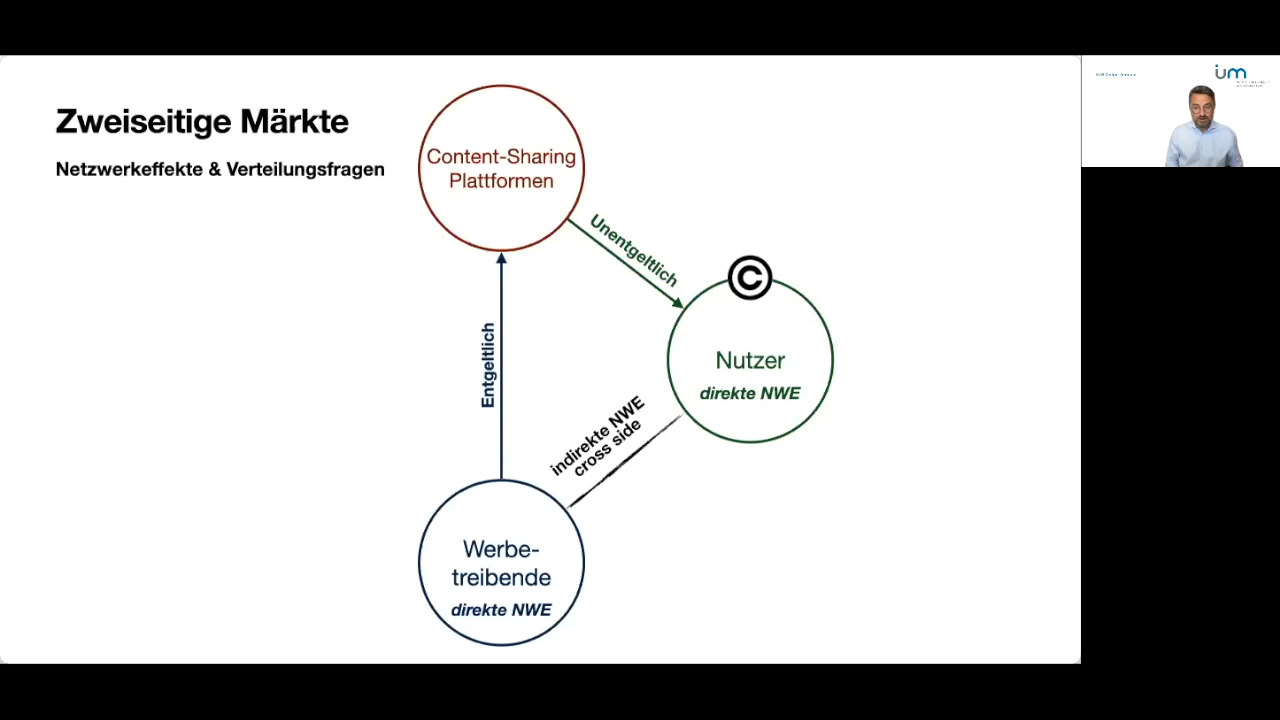 Zweiseitige Märkte
Netzwerkeffekte & Verteilungsfragen
Content-Sharing
Plattformen
Unentgeltlich
©
Nutzer
direkte NWE
Entgeltlich
indirekte NWE
cross side
Werbe-
treibende
direkte NWE
ium